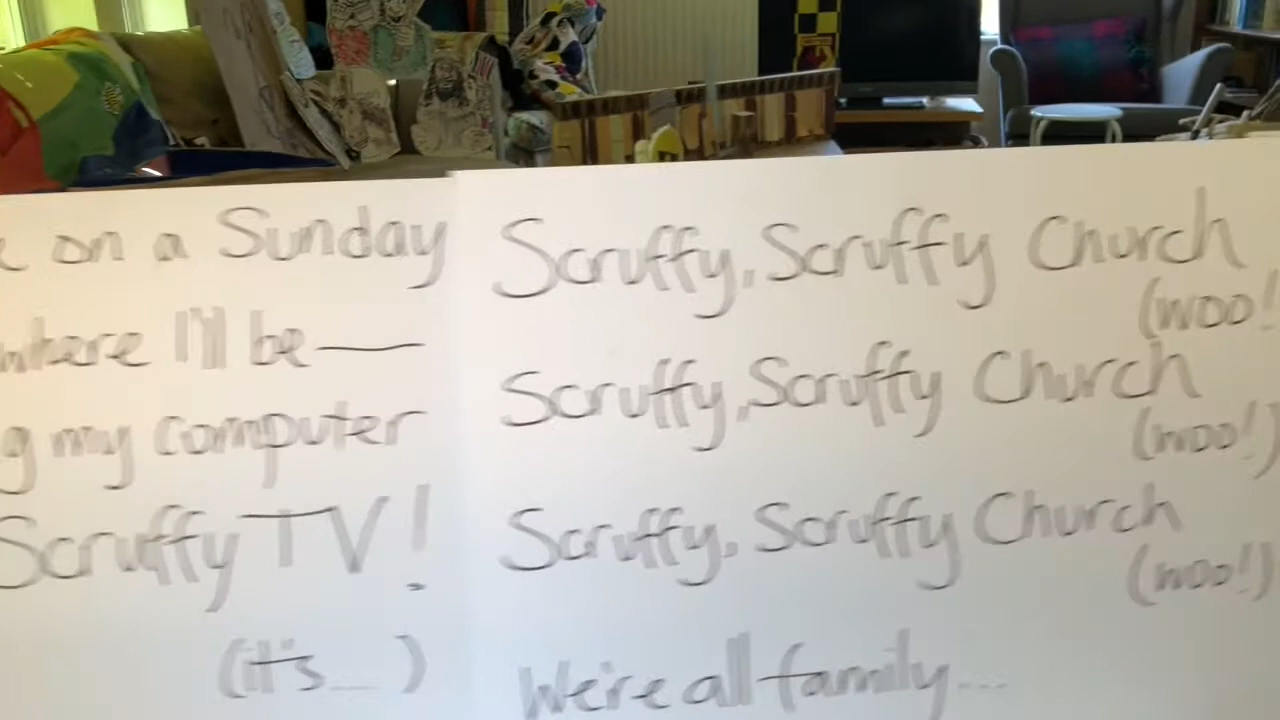 on a Sunday
where I'll be —
my computer
Scruffy TV!
(it's ... )
Scruffy, Scruffy Church
(woo!
Scruffy, Scruffy Church
(woo!)
Scruffy, Scruffy Church
(woo!)
We're all family...